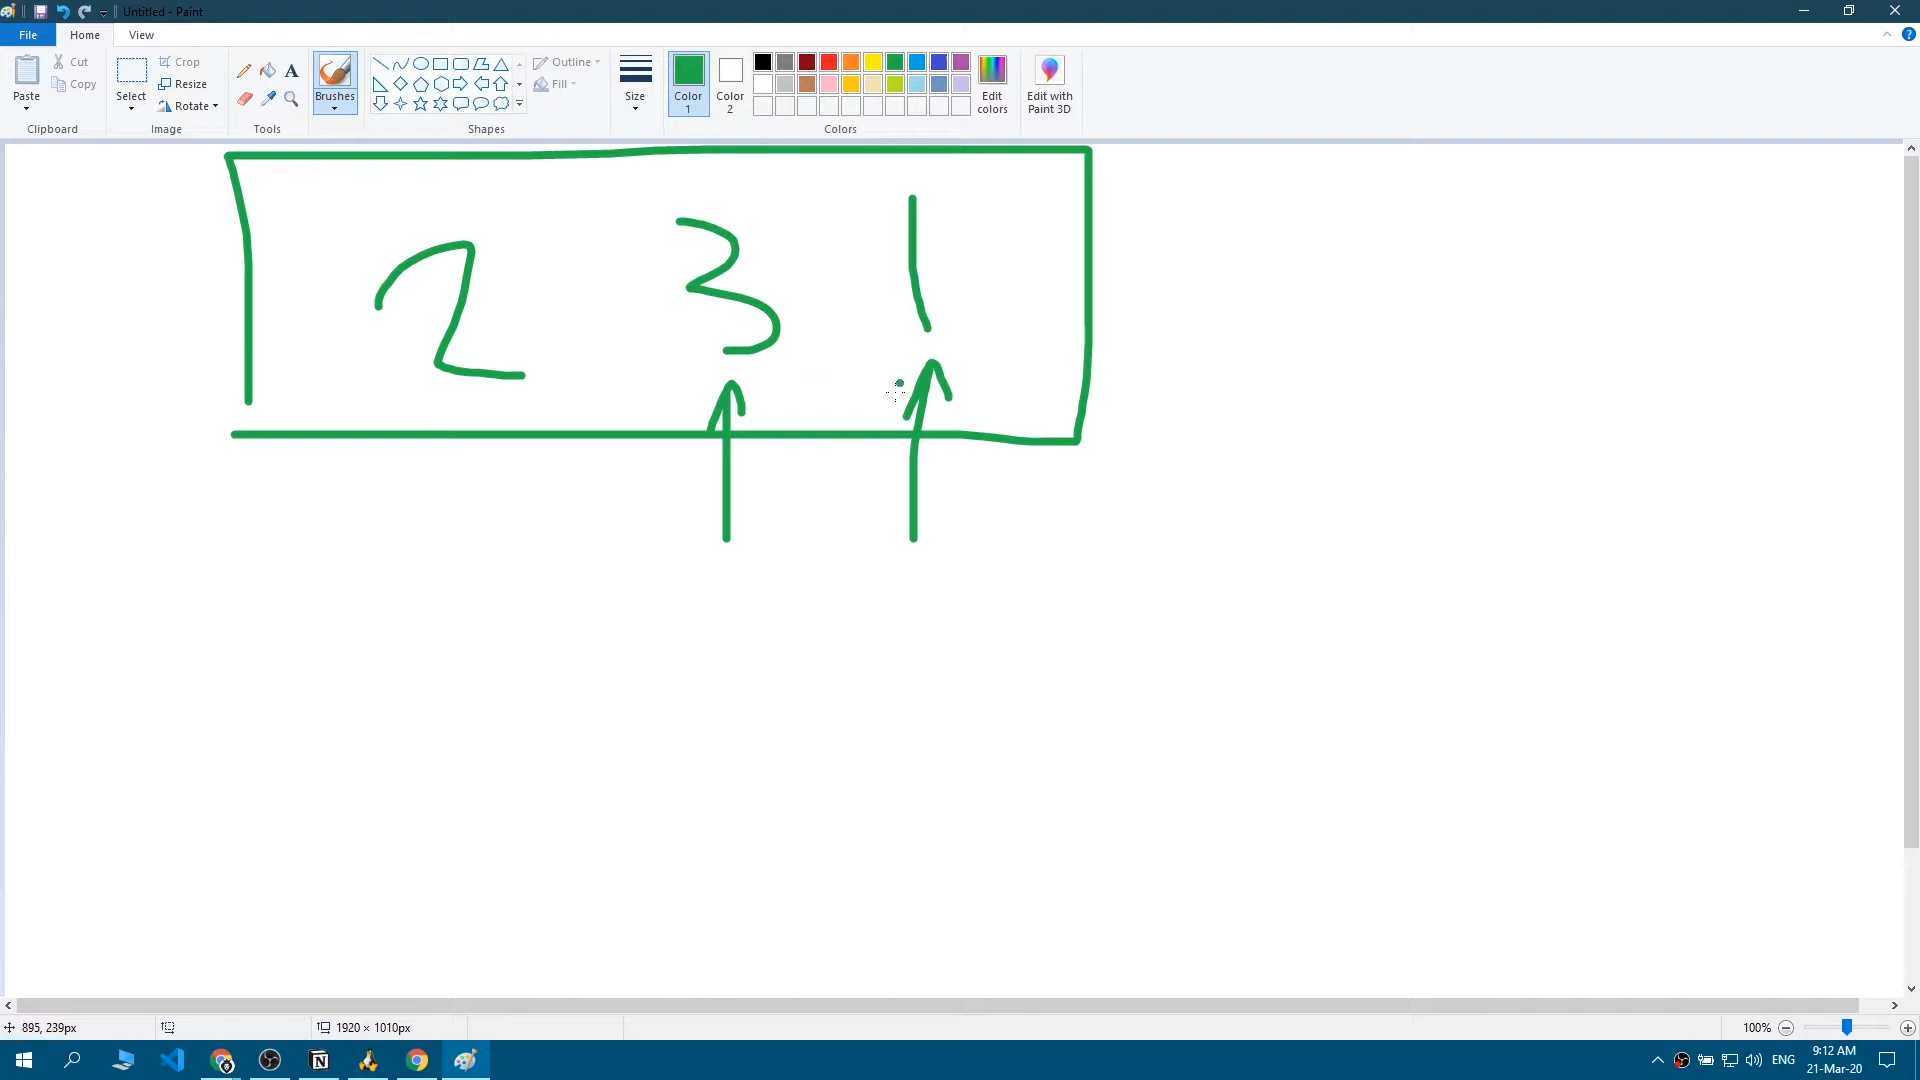 Untitled - Paint
File Home View
Paste
Cut
Copy
Clipboard
Select
Crop
Resize
Rotate
Image
A
Tools
Brushes
Outline
Fill
Shapes
Size
Color 1
Color 2
Edit colors
Colors
Edit with Paint 3D
2 3 1
895, 239px
1920 × 1010px
100%
ENG
9:12 AM
21-Mar-20